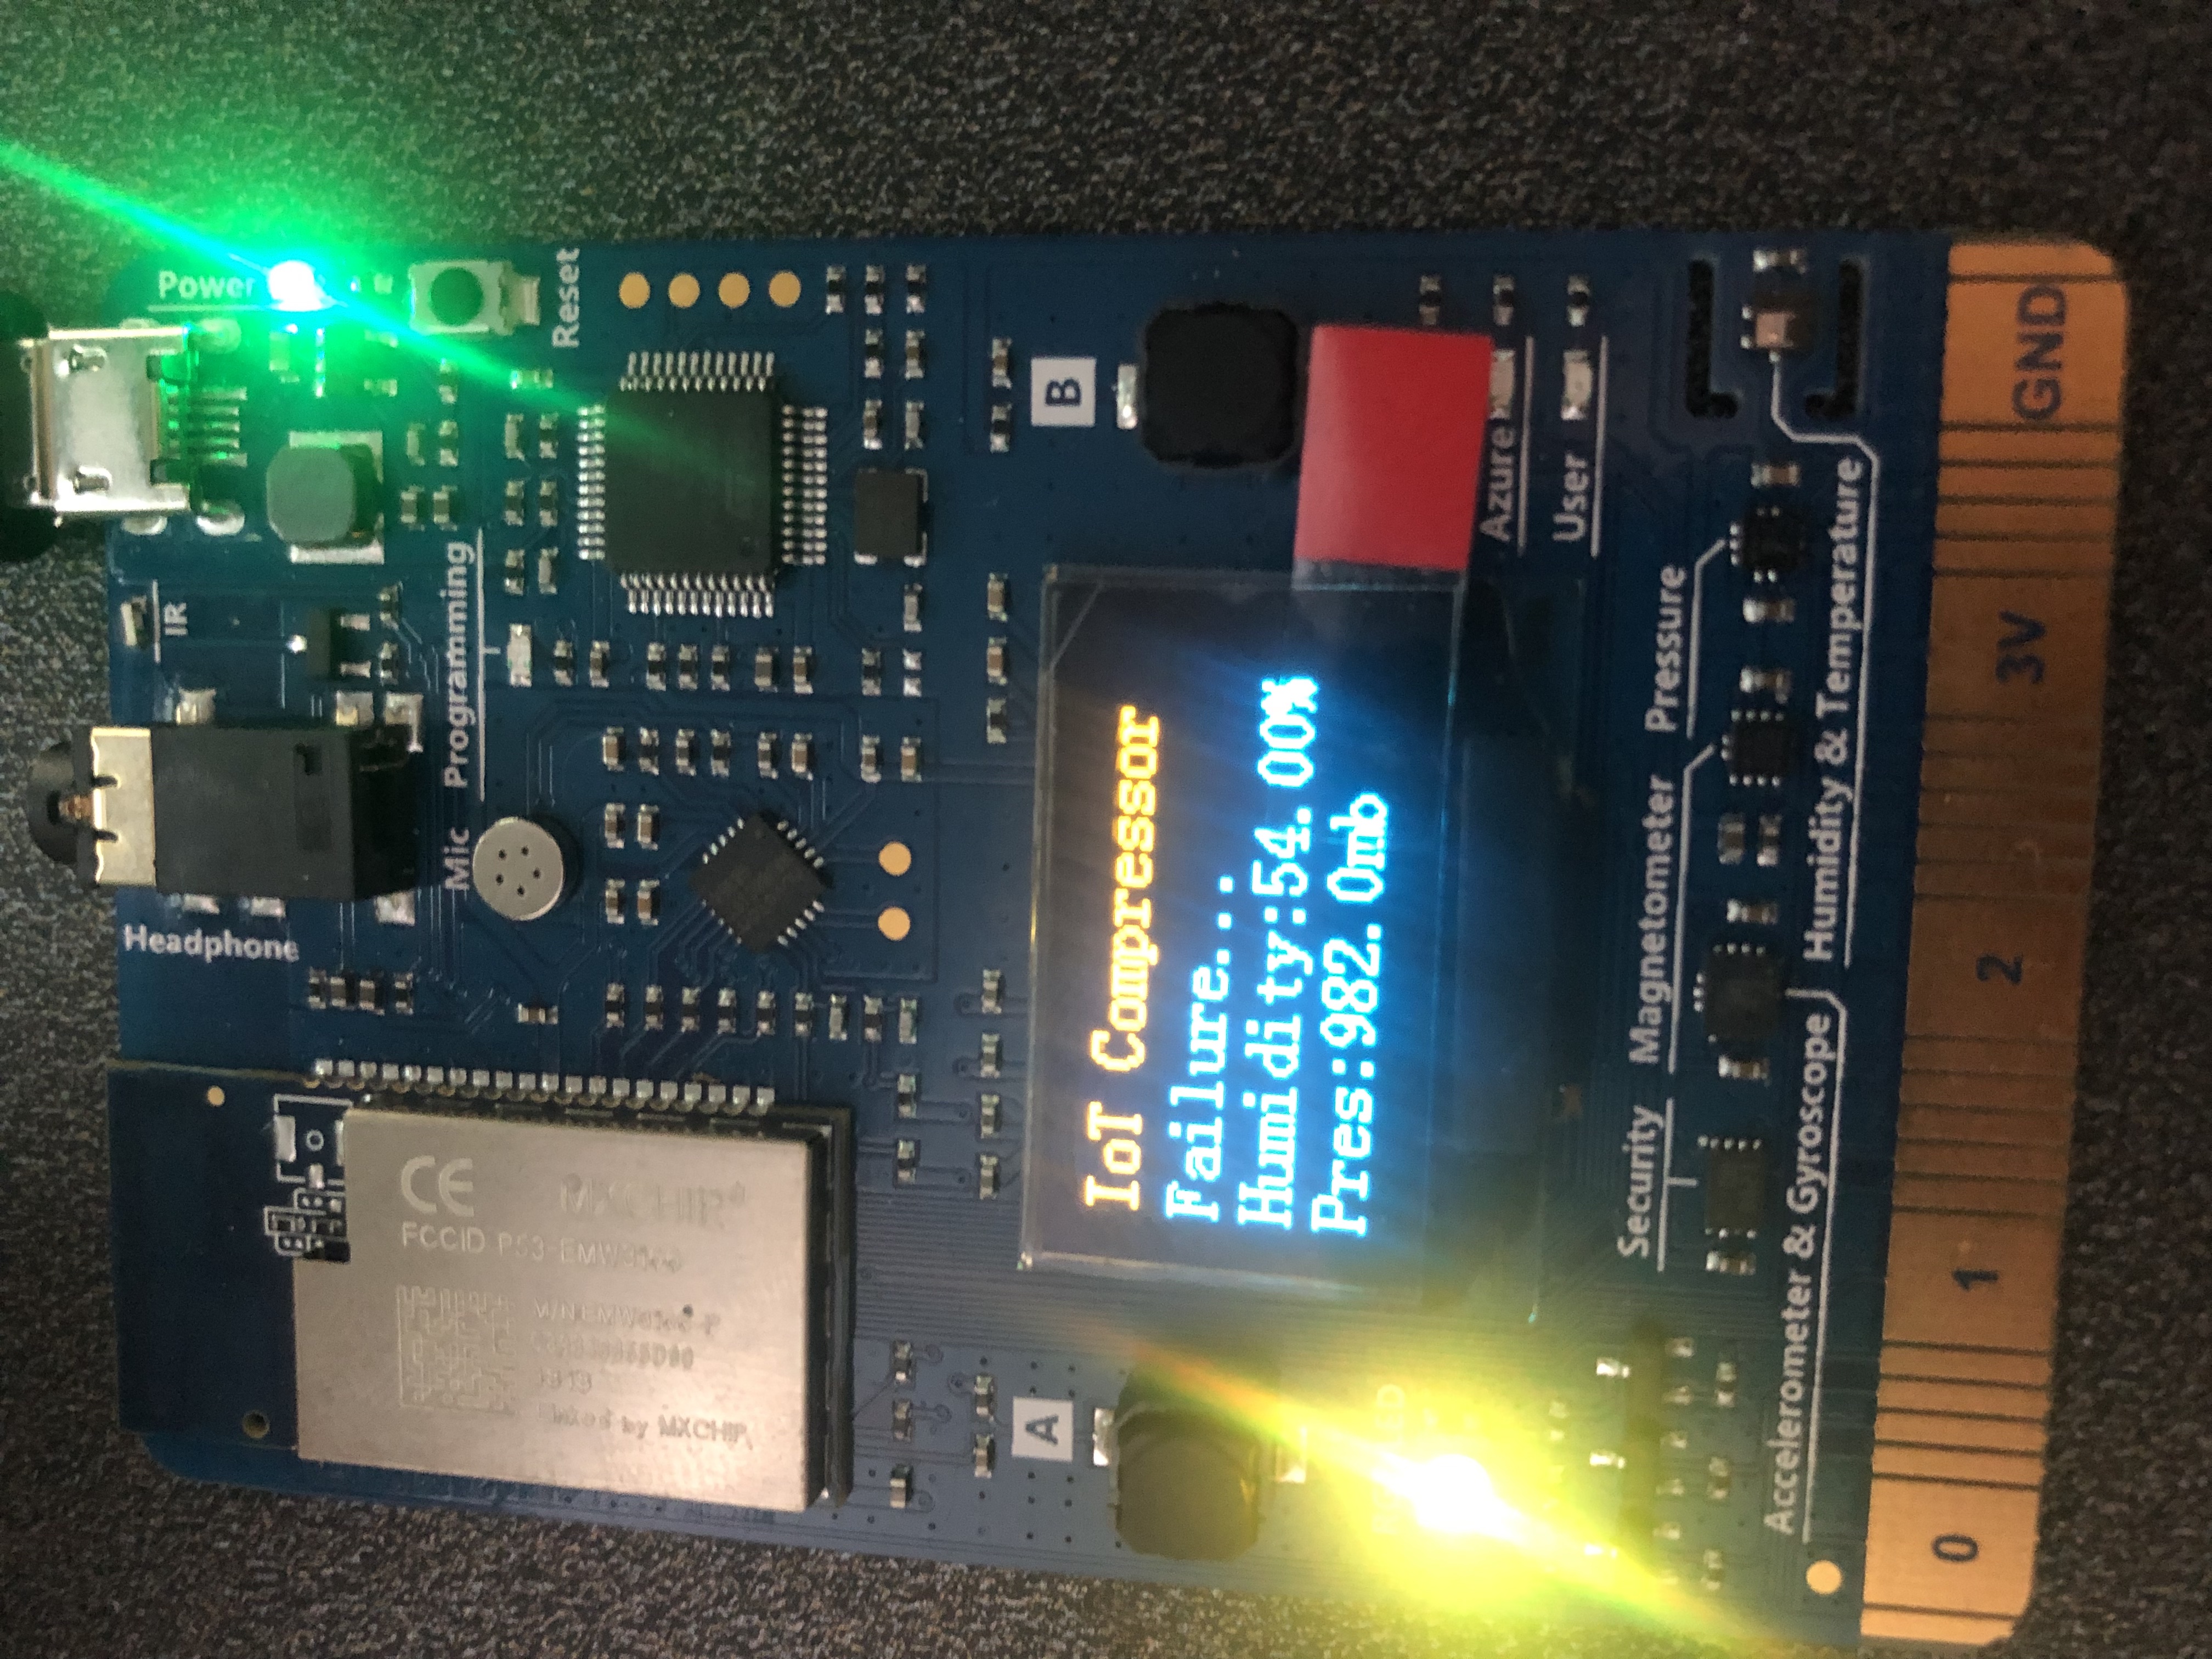 Headphone
IR
Power
CE
Mic
Programming
Reset
A
B
IoT Compressor
Failure...
Humidity:54.00%
Pres:982.0mb
Azure
User
Security
Magnetometer
Pressure
Accelerometer & Gyroscope
Humidity & Temperature
0
1
2
3V
GND